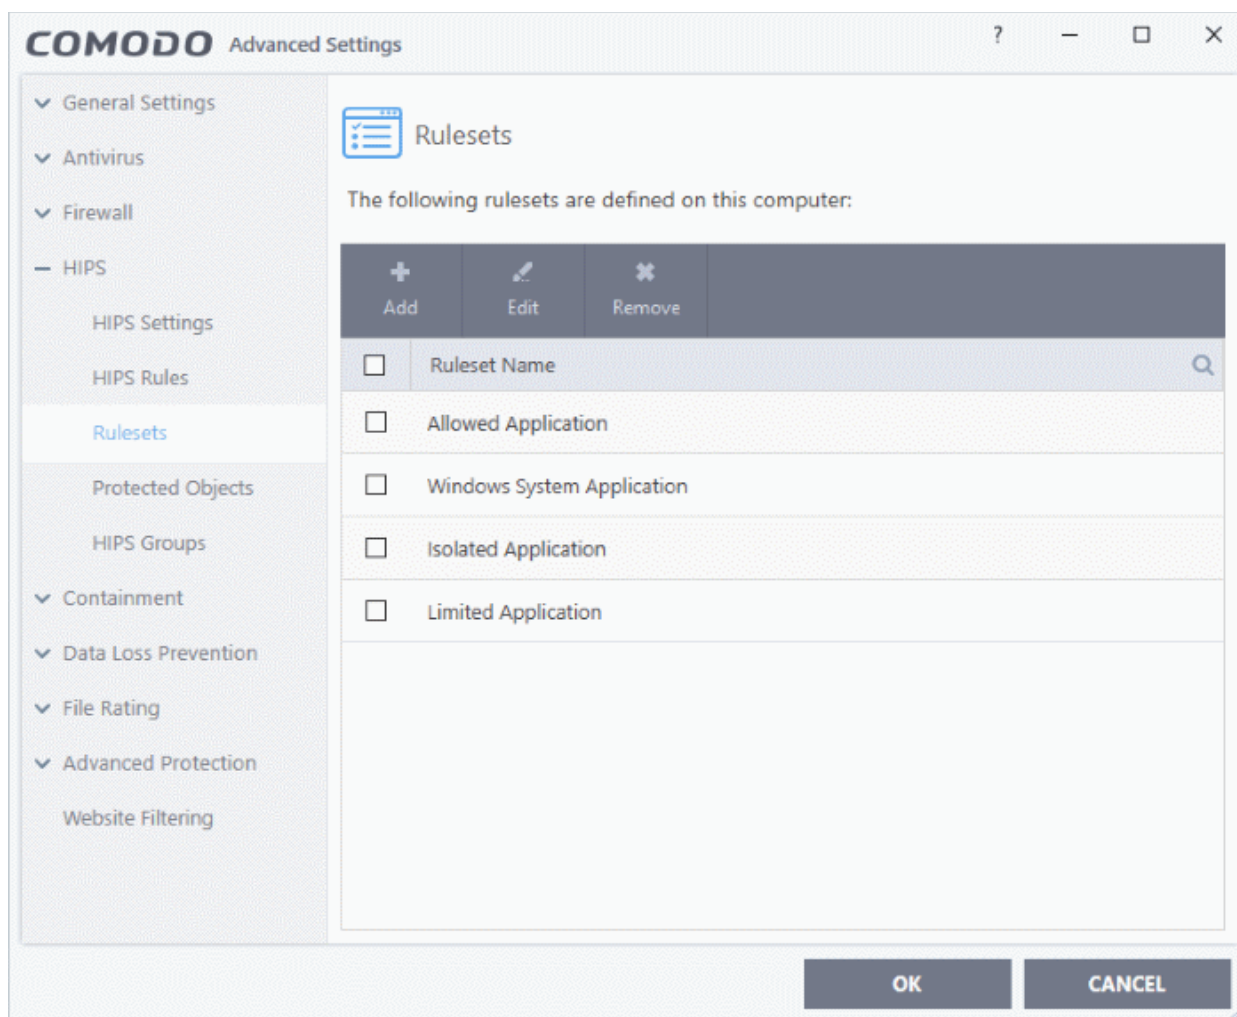 COMODO Advanced Settings ?
General Settings
Antivirus
Firewall
HIPS
HIPS Settings
HIPS Rules
Rulesets
Protected Objects
HIPS Groups
Containment
Data Loss Prevention
File Rating
Advanced Protection
Website Filtering
Rulesets
The following rulesets are defined on this computer:
Add Edit Remove
Ruleset Name
Allowed Application
Windows System Application
Isolated Application
Limited Application
OK CANCEL